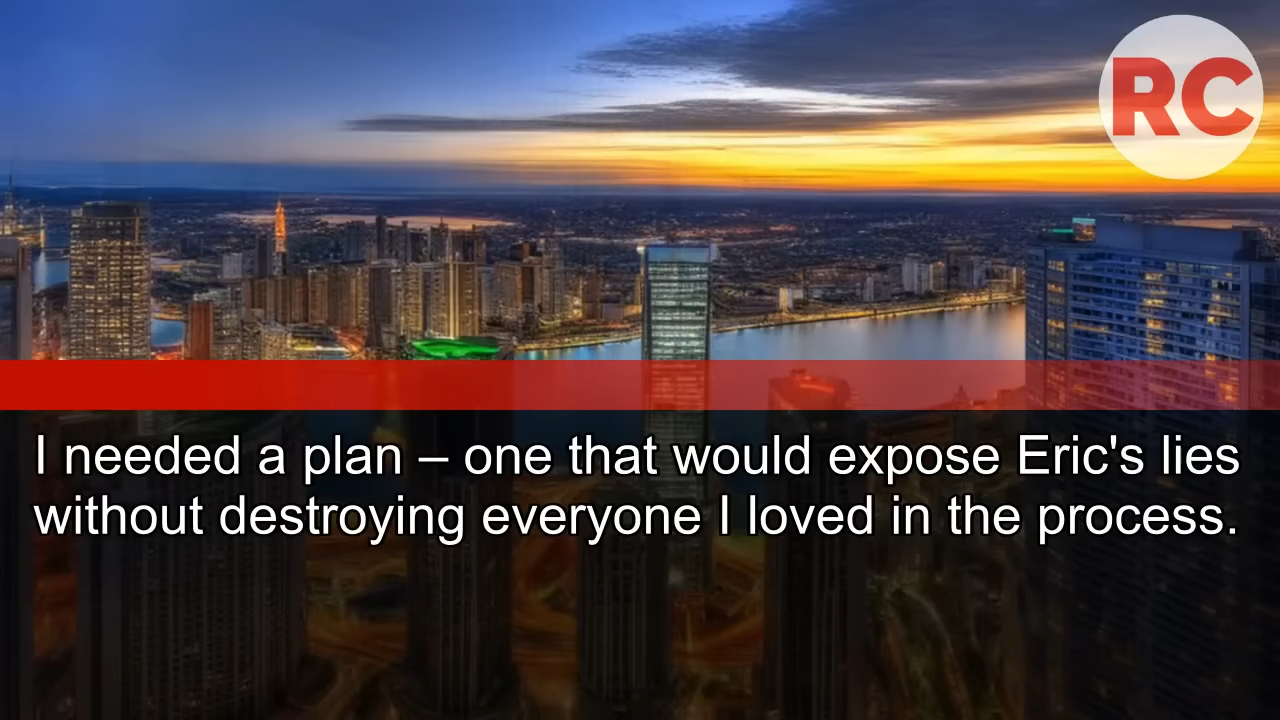 RC
I needed a plan – one that would expose Eric's lies
without destroying everyone I loved in the process.